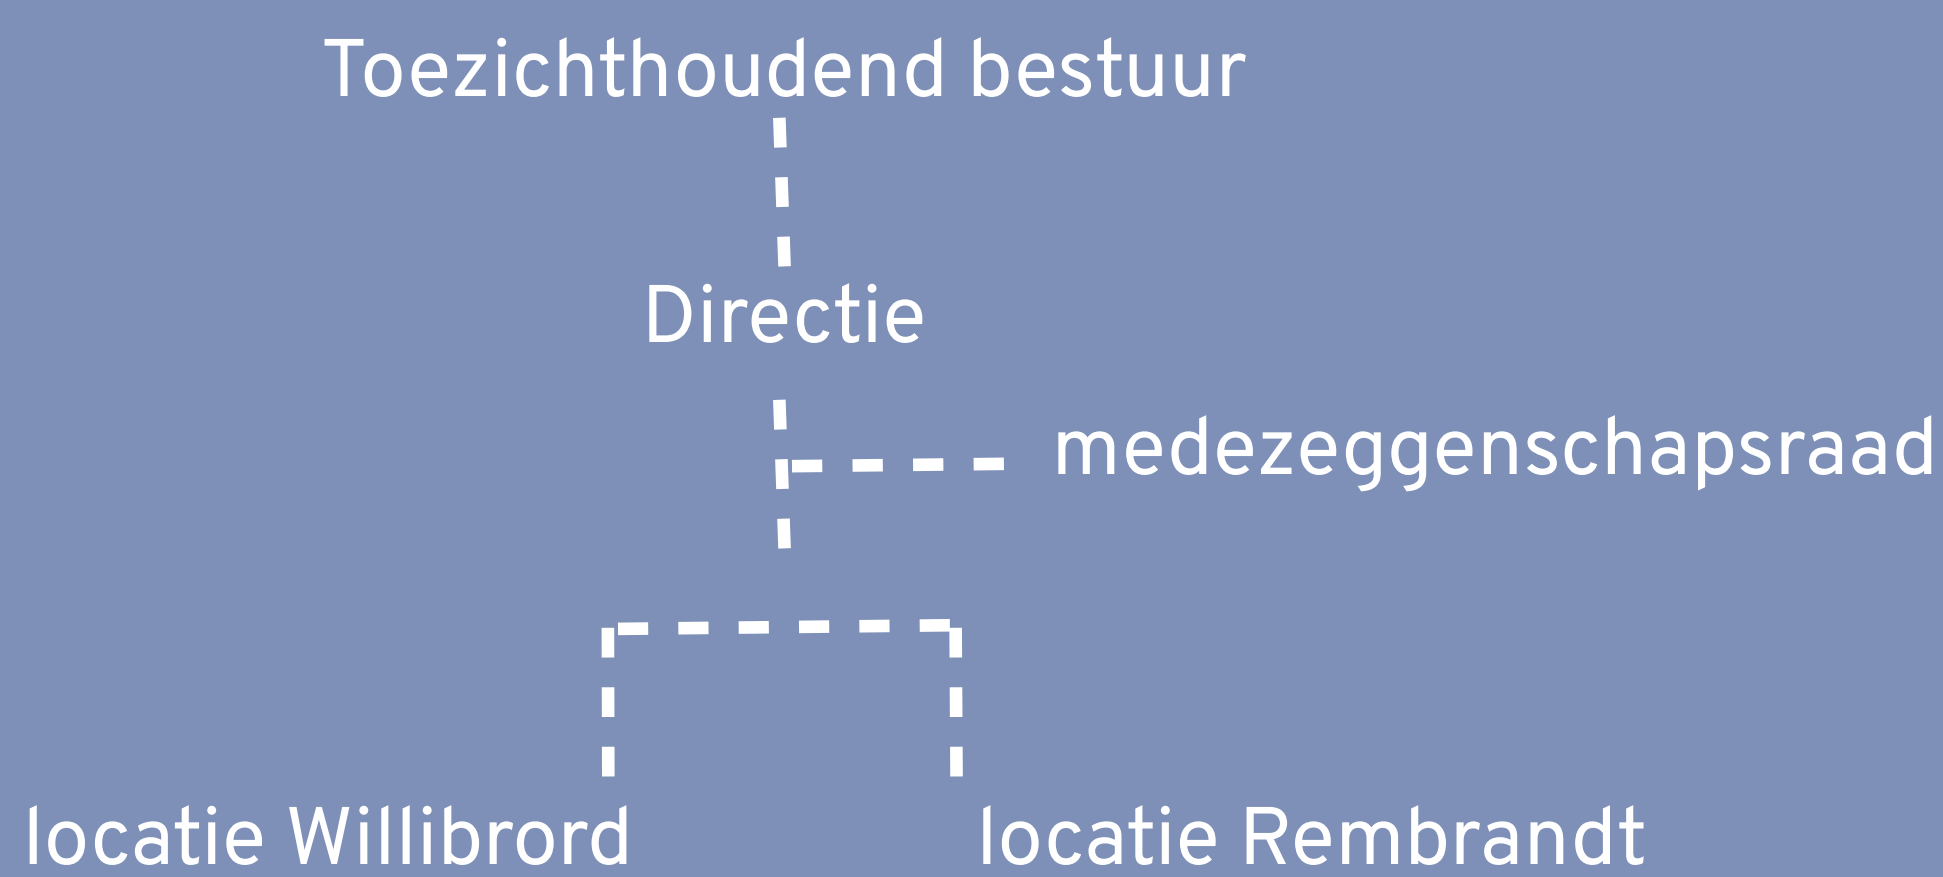 Toezichthoudend bestuur
Directie
medezeggenschapsraad
locatie Willibrord
locatie Rembrandt